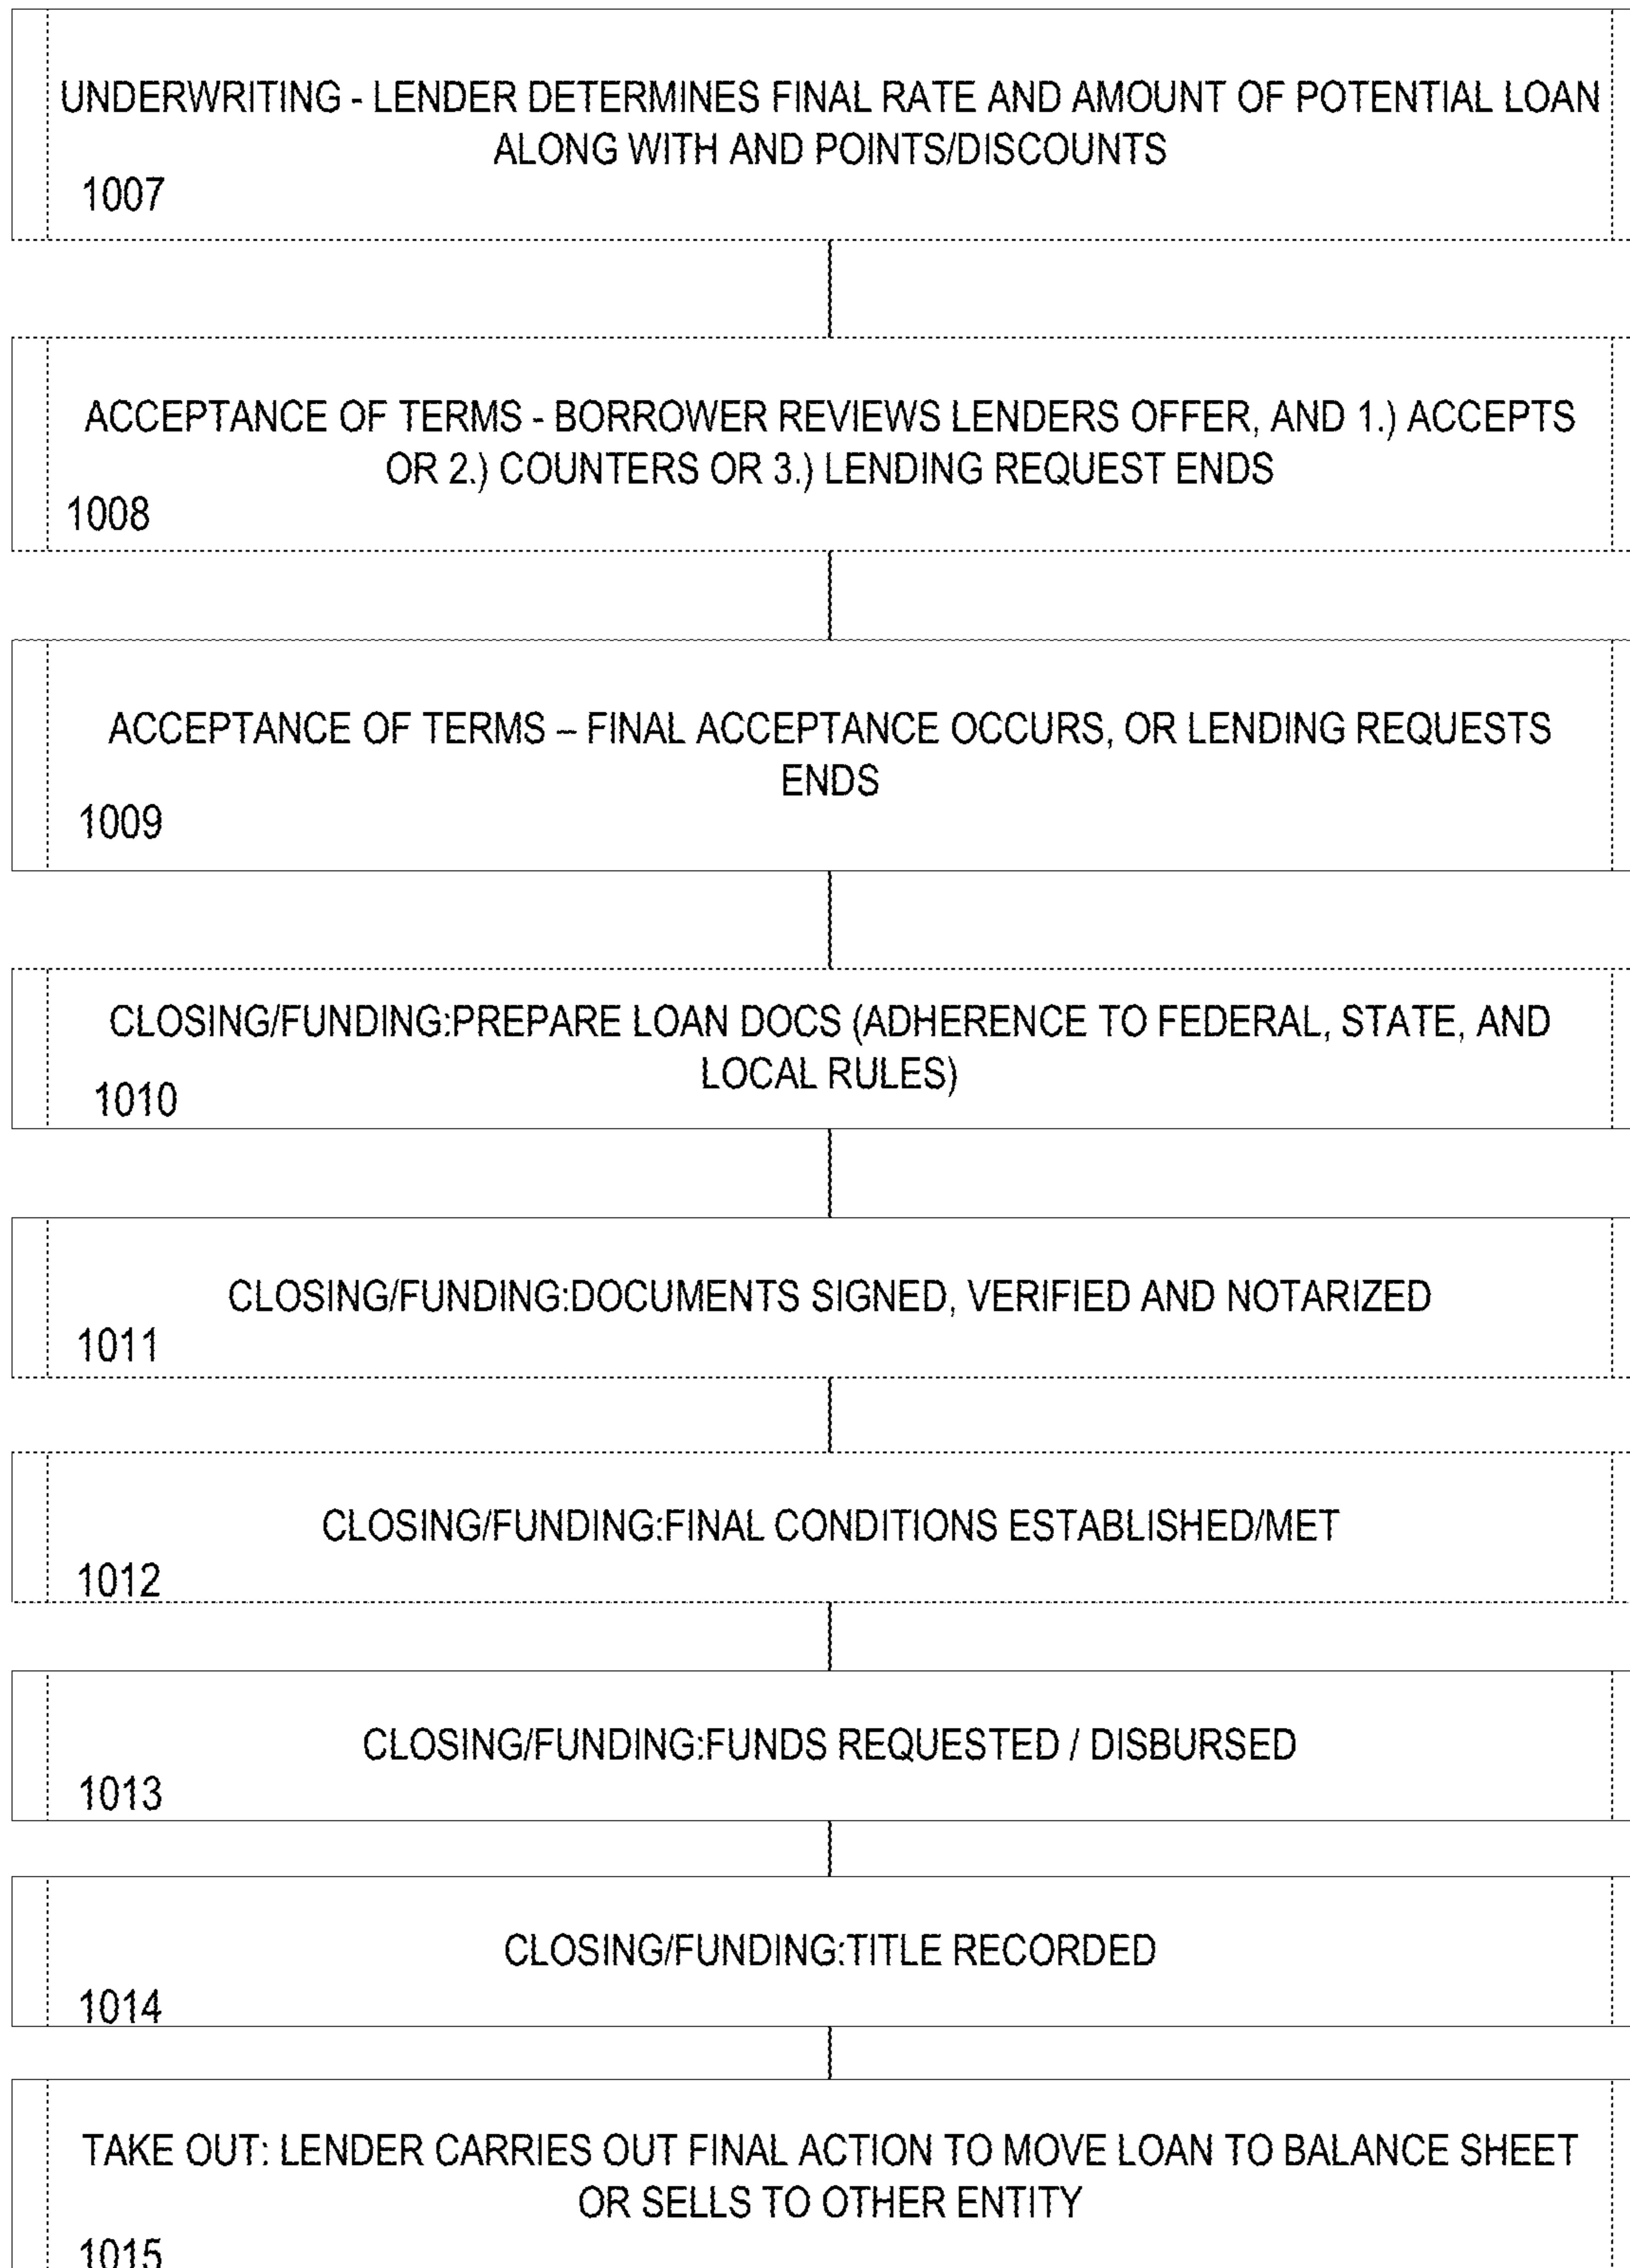 UNDERWRITING - LENDER DETERMINES FINAL RATE AND AMOUNT OF POTENTIAL LOAN
ALONG WITH AND POINTS/DISCOUNTS
1007
ACCEPTANCE OF TERMS - BORROWER REVIEWS LENDERS OFFER, AND 1.) ACCEPTS
OR 2.) COUNTERS OR 3.) LENDING REQUEST ENDS
1008
ACCEPTANCE OF TERMS – FINAL ACCEPTANCE OCCURS, OR LENDING REQUESTS
ENDS
1009
CLOSING/FUNDING:PREPARE LOAN DOCS (ADHERENCE TO FEDERAL, STATE, AND
LOCAL RULES)
1010
CLOSING/FUNDING:DOCUMENTS SIGNED, VERIFIED AND NOTARIZED
1011
CLOSING/FUNDING:FINAL CONDITIONS ESTABLISHED/MET
1012
CLOSING/FUNDING:FUNDS REQUESTED / DISBURSED
1013
CLOSING/FUNDING:TITLE RECORDED
1014
TAKE OUT: LENDER CARRIES OUT FINAL ACTION TO MOVE LOAN TO BALANCE SHEET
OR SELLS TO OTHER ENTITY
1015